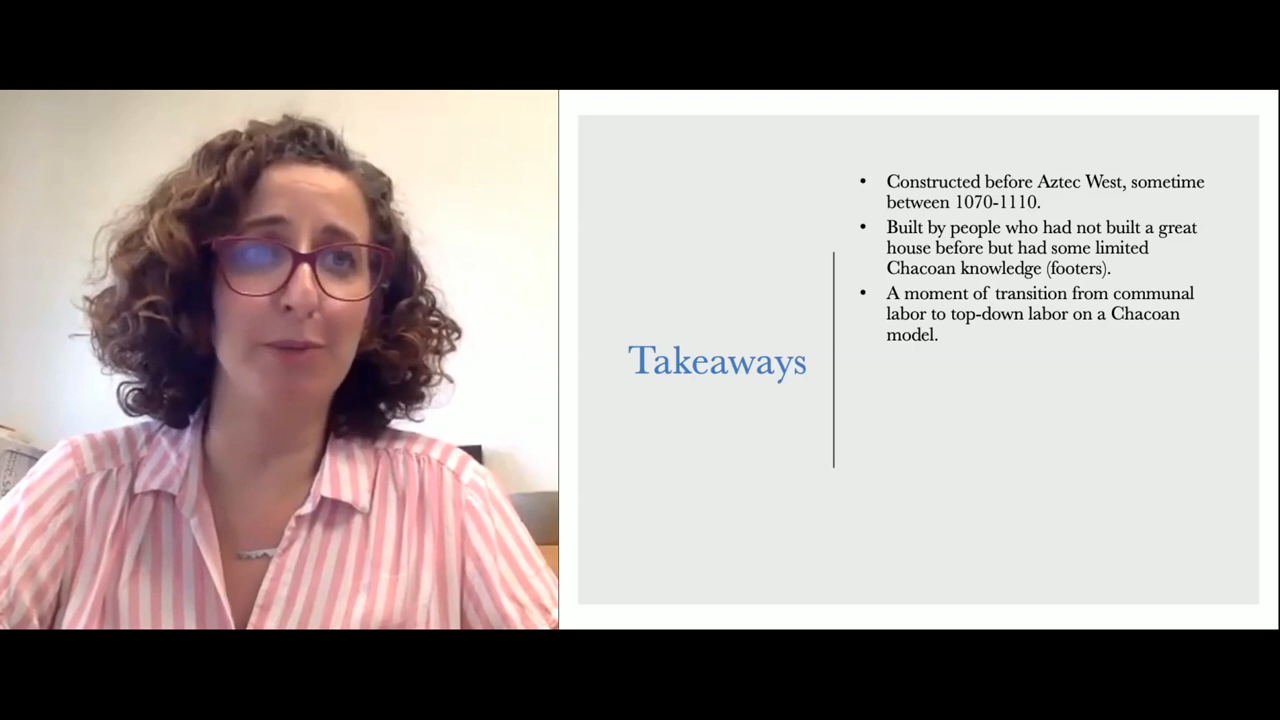 Takeaways
• Constructed before Aztec West, sometime
between 1070-1110.
• Built by people who had not built a great
house before but had some limited
Chacoan knowledge (footers).
• A moment of transition from communal
labor to top-down labor on a Chacoan
model.